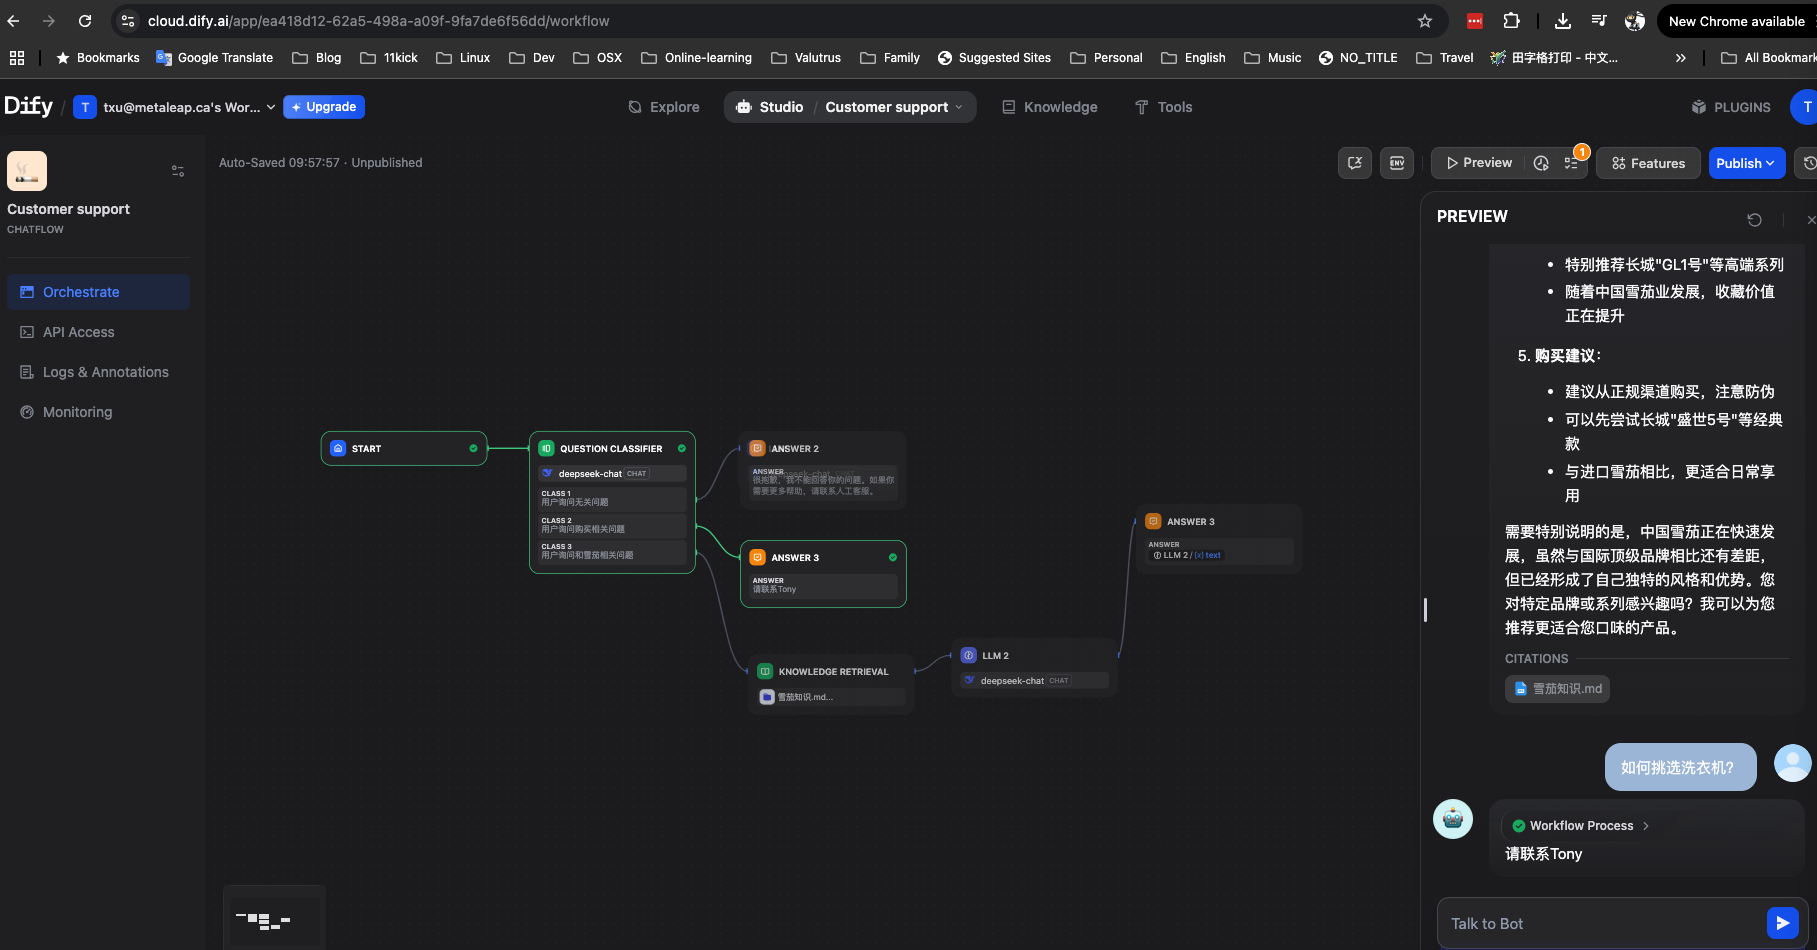 cloud.dify.ai/app/ea418d12-62a5-498a-a09f-9fa7de6f56dd/workflow
New Chrome available
Bookmarks
Google Translate
Blog
11kick
Linux
Dev
OSX
Online-learning
Valutrus
Family
Suggested Sites
Personal
English
Music
NO_TITLE
Travel
田字格打印 - 中文...
»
All Bookmark
Dify / T txu@metaleap.ca's Wor...
Upgrade
Explore
Studio / Customer support
Knowledge
Tools
PLUGINS
T
Customer support
CHATFLOW
Orchestrate
API Access
Logs & Annotations
Monitoring
Auto-Saved 09:57:57 · Unpublished
ENV
Preview
1
Features
Publish
START
QUESTION CLASSIFIER
deepseek-chat CHAT
CLASS 1
用户询问无关问题
CLASS 2
用户询问购买相关问题
CLASS 3
用户询问和雪茄相关问题
ANSWER 2
ANSWER
很抱歉，我不能回答你的问题。如果你
需要更多帮助，请联系人工客服。
ANSWER 3
ANSWER
请联系Tony
KNOWLEDGE RETRIEVAL
雪茄知识.md...
LLM 2
deepseek-chat CHAT
ANSWER 3
ANSWER
LLM 2 / {x} text
PREVIEW
• 特别推荐长城"GL1号"等高端系列
• 随着中国雪茄业发展，收藏价值
正在提升
5. 购买建议：
• 建议从正规渠道购买，注意防伪
• 可以先尝试长城"盛世5号"等经典
款
• 与进口雪茄相比，更适合日常享
用
需要特别说明的是，中国雪茄正在快速发
展，虽然与国际顶级品牌相比还有差距，
但已经形成了自己独特的风格和优势。您
对特定品牌或系列感兴趣吗？我可以为您
推荐更适合您口味的产品。
CITATIONS
雪茄知识.md
如何挑选洗衣机？
Workflow Process
请联系Tony
Talk to Bot